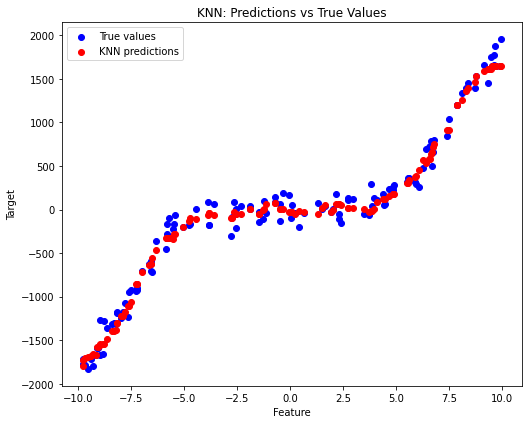 KNN: Predictions vs True Values
True values
KNN predictions
2000
1500
1000
500
0
−500
−1000
−1500
−2000
Target
−10.0 −7.5 −5.0 −2.5 0.0 2.5 5.0 7.5 10.0
Feature